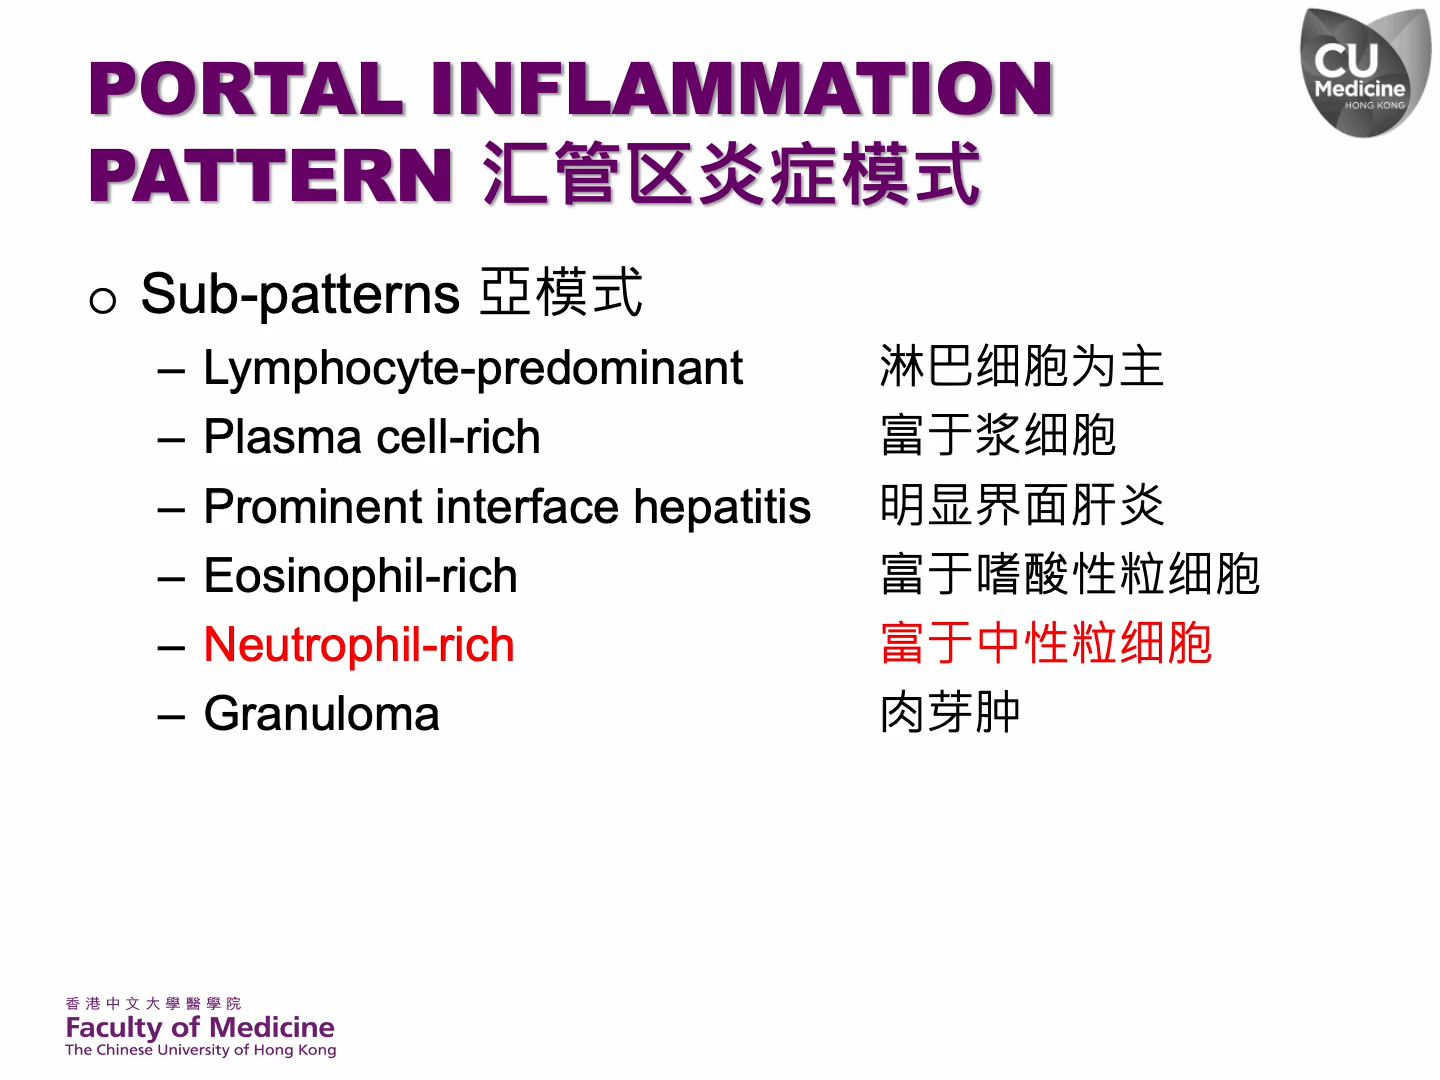 CU
Medicine
HONG KONG
PORTAL INFLAMMATION
PATTERN 汇管区炎症模式
Sub-patterns 亞模式
– Lymphocyte-predominant 淋巴细胞为主
– Plasma cell-rich 富于浆细胞
– Prominent interface hepatitis 明显界面肝炎
– Eosinophil-rich 富于嗜酸性粒细胞
– Neutrophil-rich 富于中性粒细胞
– Granuloma 肉芽肿
香港中文大學醫學院
Faculty of Medicine
The Chinese University of Hong Kong